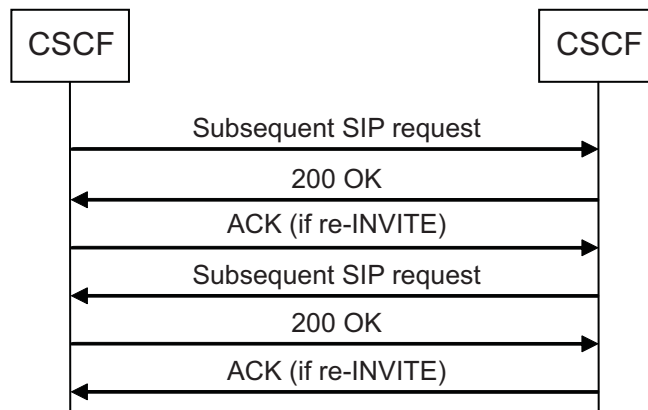 CSCF
CSCF
Subsequent SIP request
200 OK
ACK (if re-INVITE)
Subsequent SIP request
200 OK
ACK (if re-INVITE)